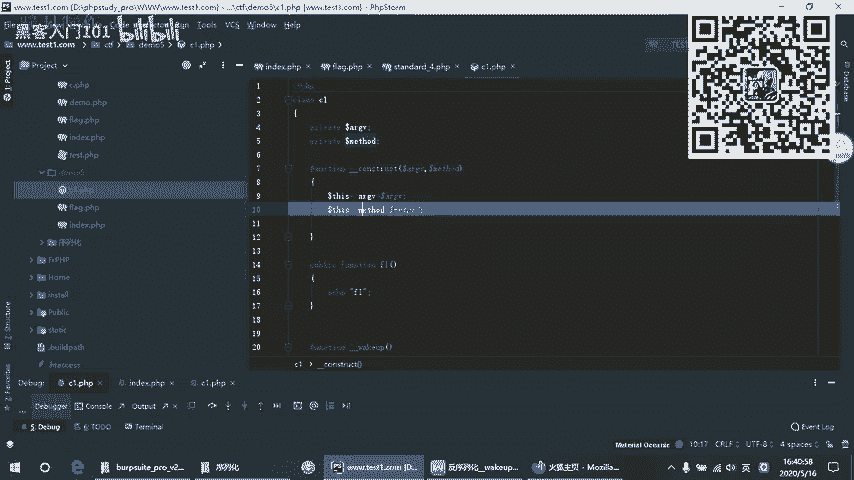 www.test1.com [D:\phpstudy_pro\WWW\www.test1.com] - ...\ctf\demo5\c1.php [www.test1.com] - PhpStorm
Tools VCS Window Help
黑客入门101 bilibili
www.test1.com ctf demo5 c1.php
Project
index.php flag.php standard_4.php c1.php
1: Project
Database
c.php
demo.php
flag.php
index.php
test.php
demo5
flag.php
index.php
序列化
Home
install
Public
static
.buildpath
.htaccess
1
2 class c1
3 {
4 private $argv;
5 private $method;
6
7 function __construct($argv,$method)
8 {
9 $this argv $argv;
10 $this method
11
12 }
13
14 public function f1()
15 {
16 echo "f1";
17 }
18
19
20 function __wakeup()
c1 > __construct()
Structure
Favorites
Debug: c1.php index.php c1.php
Debugger Console Output
5: Debug 6: TODO Terminal
Event Log
Material Oceanic 10:17 CRLF UTF-8 4 spaces
burpsuite_pro_v2... 序列化 www.test1.com [D... 反序列化__wakeup... 火狐主页 - Mozilla...
英
16:40:58
2020/5/16